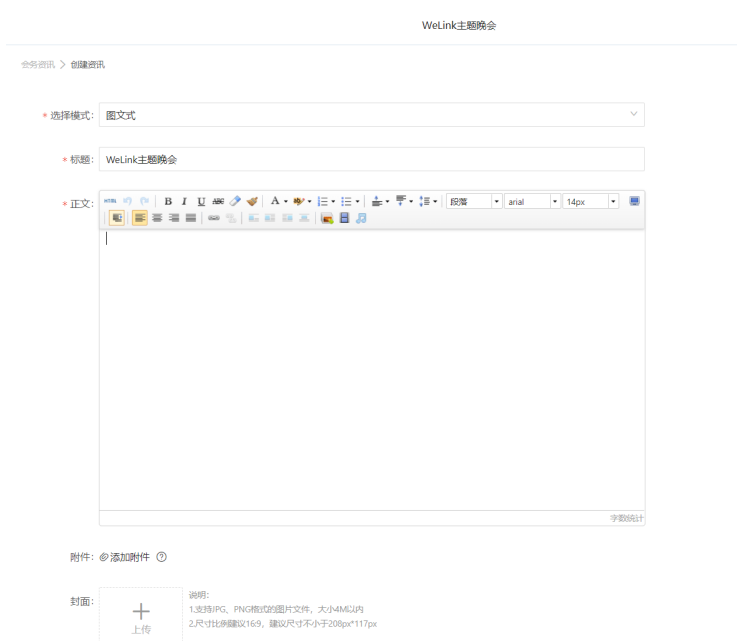 WeLink主题晚会
会务资讯 > 创建资讯
* 选择模式: 图文式
* 标题: WeLink主题晚会
* 正文: HTML B I U ABC A ab 段落 arial 14px
字数统计
附件: 添加附件 ?
封面: 说明:
1.支持JPG、PNG格式的图片文件，大小4M以内
2.尺寸比例建议16:9，建议尺寸不小于208px*117px
上传